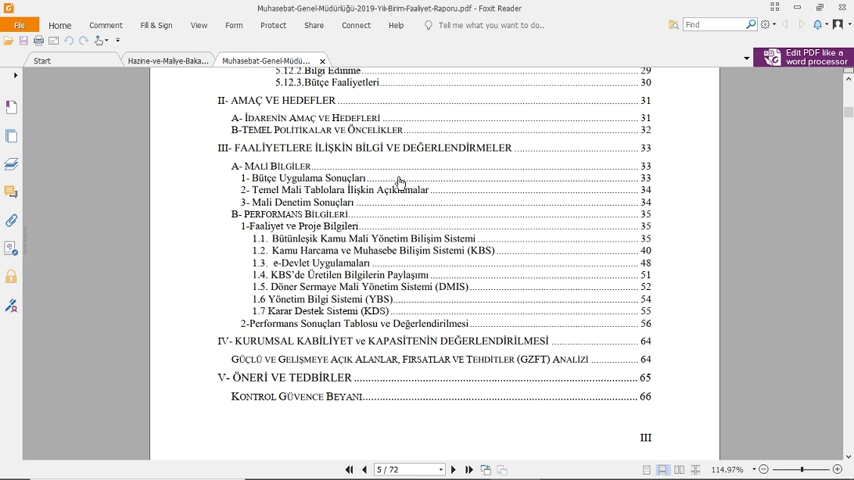 Muhasebat-Genel-Müdürlüğü-2019-Yılı-Birim-Faaliyet-Raporu.pdf - Foxit Reader
File Home Comment Fill & Sign View Form Protect Share Connect Help Tell me what you want to do.. Find
Start Hazine-ve-Maliye-Baka... Muhasebat-Genel-Müdü... Edit PDF like a
word processor
5.12.2.Bilgi Edinme 29
5.12.3.Bütçe Faaliyetleri 30
II- AMAÇ VE HEDEFLER 31
A- İDARENİN AMAÇ VE HEDEFLERİ 31
B-TEMEL POLİTİKALAR VE ÖNCELİKLER 32
III- FAALİYETLERE İLİŞKİN BİLGİ VE DEĞERLENDİRMELER 33
A- MALİ BİLGİLER 33
1- Bütçe Uygulama Sonuçları 33
2- Temel Mali Tablolara İlişkin Açıklamalar 34
3- Mali Denetim Sonuçları 34
B- PERFORMANS BİLGİLERİ 35
1-Faaliyet ve Proje Bilgileri 35
1.1. Bütünleşik Kamu Mali Yönetim Bilişim Sistemi 35
1.2. Kamu Harcama ve Muhasebe Bilişim Sistemi (KBS) 40
1.3. e-Devlet Uygulamaları 48
1.4. KBS'de Üretilen Bilgilerin Paylaşımı 51
1.5. Döner Sermaye Mali Yönetim Sistemi (DMIS) 52
1.6 Yönetim Bilgi Sistemi (YBS) 54
1.7 Karar Destek Sistemi (KDS) 55
2-Performans Sonuçları Tablosu ve Değerlendirilmesi 56
IV- KURUMSAL KABİLİYET ve KAPASİTENİN DEĞERLENDİRİLMESİ 64
GÜÇLÜ VE GELİŞMEYE AÇIK ALANLAR, FIRSATLAR VE TEHDİTLER (GZFT) ANALİZİ 64
V- ÖNERİ VE TEDBİRLER 65
KONTROL GÜVENCE BEYANI 66
III
5 / 72 114.97%